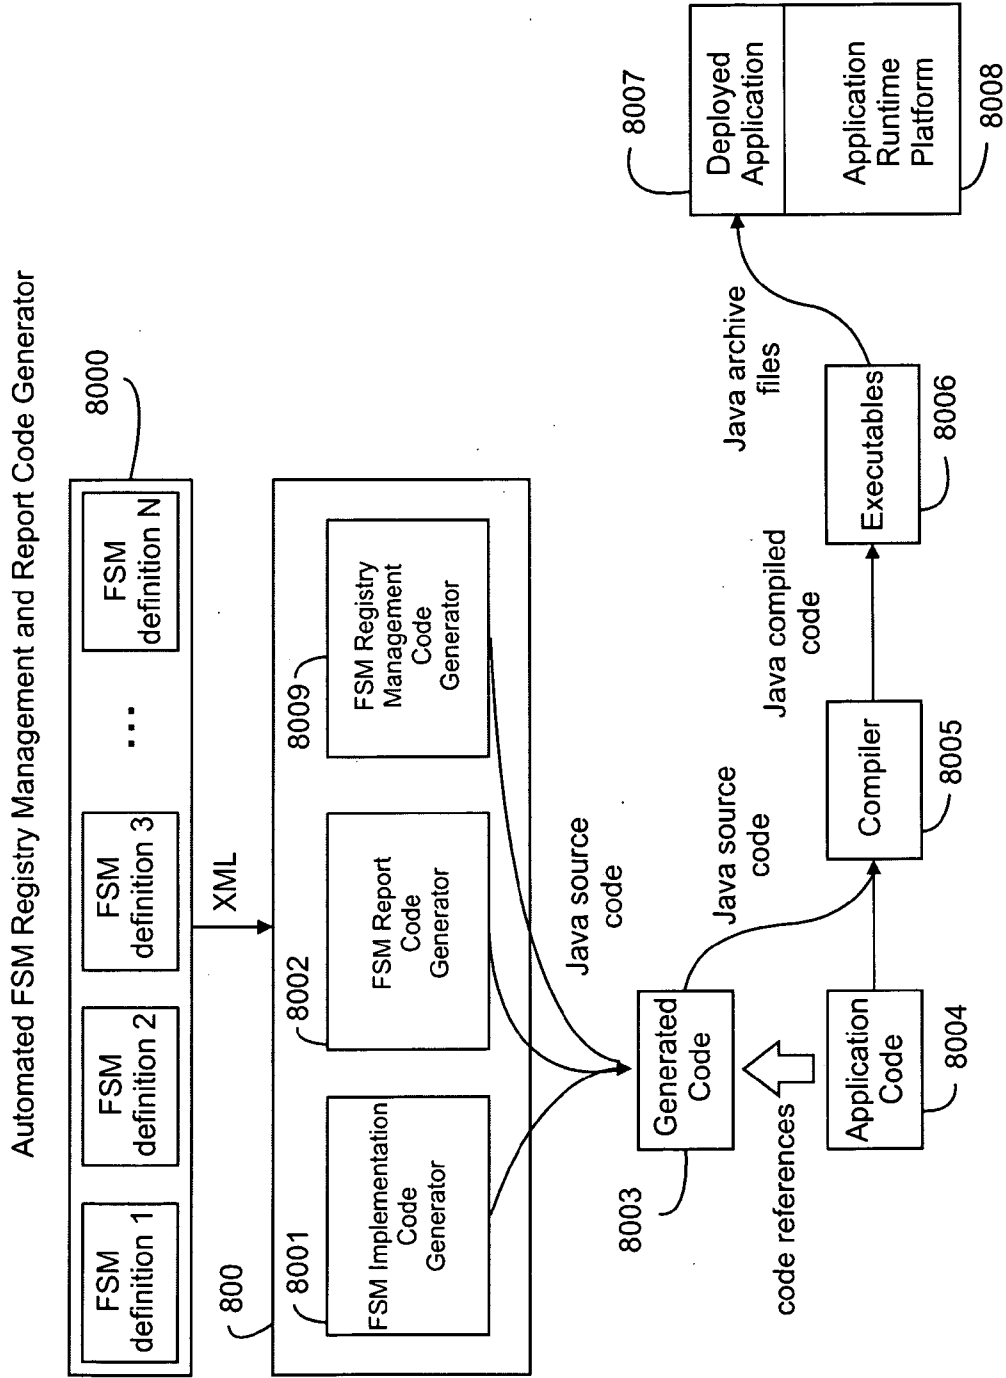 Automated FSM Registry Management and Report Code Generator
8000
FSM
definition 1
FSM
definition 2
FSM
definition 3
...
FSM
definition N
XML
800
8001
FSM Implementation
Code
Generator
8002
FSM Report
Code
Generator
8009
FSM Registry
Management
Code
Generator
Java source
code
8003
Generated
Code
Java source
code
code references
Application
Code
8004
Compiler
8005
Java compiled
code
Executables
8006
Java archive
files
8007
Deployed
Application
Application
Runtime
Platform
8008